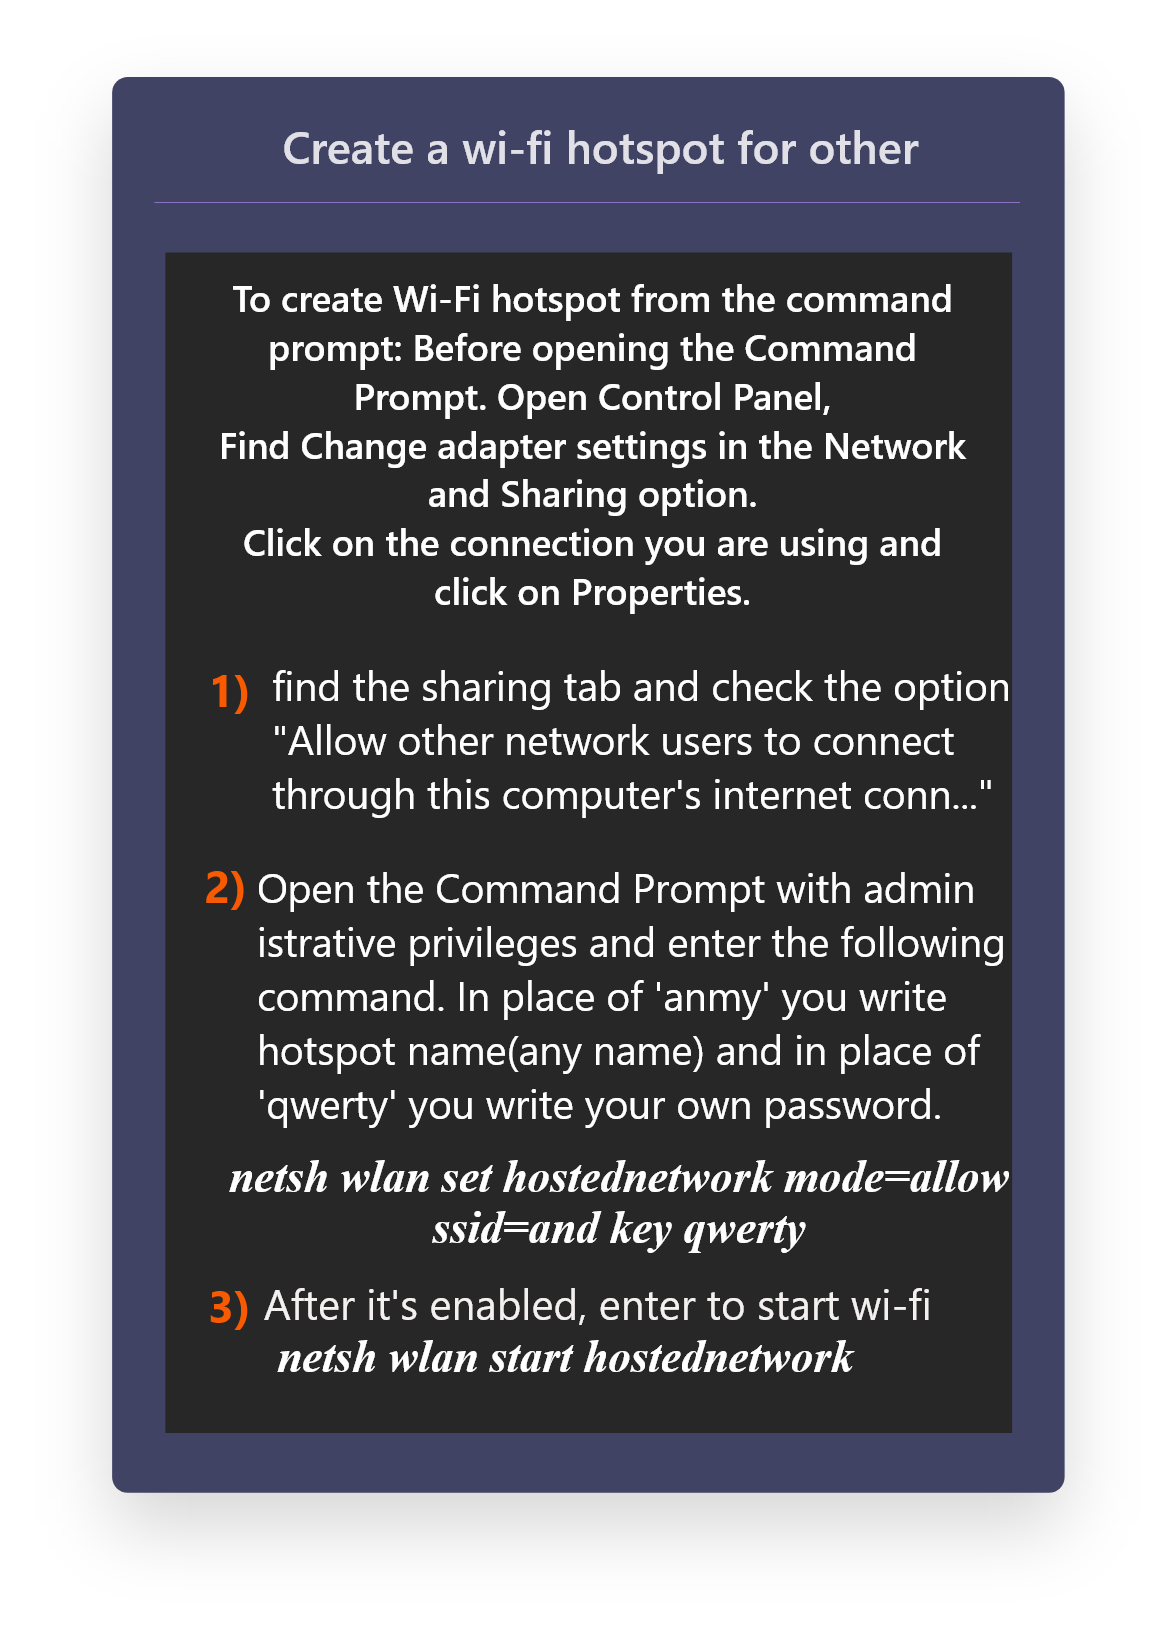 Create a wi-fi hotspot for other
To create Wi-Fi hotspot from the command
prompt: Before opening the Command
Prompt. Open Control Panel,
Find Change adapter settings in the Network
and Sharing option.
Click on the connection you are using and
click on Properties.
1) find the sharing tab and check the option
"Allow other network users to connect
through this computer's internet conn..."
2) Open the Command Prompt with admin
istrative privileges and enter the following
command. In place of 'anmy' you write
hotspot name(any name) and in place of
'qwerty' you write your own password.
netsh wlan set hostednetwork mode=allow
ssid=and key qwerty
3) After it's enabled, enter to start wi-fi
netsh wlan start hostednetwork